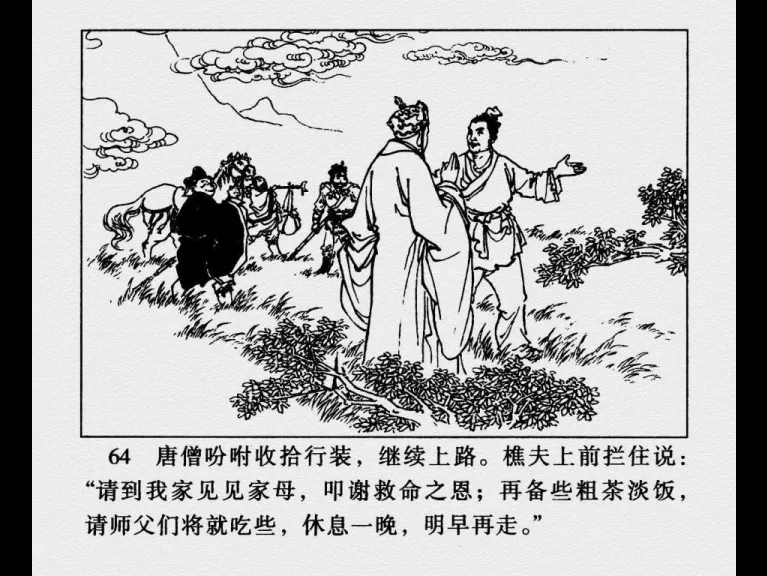 64 唐僧吩咐收拾行装，继续上路。樵夫上前拦住说：
“请到我家见见家母，叩谢救命之恩；再备些粗茶淡饭，
请师父们将就吃些，休息一晚，明早再走。”